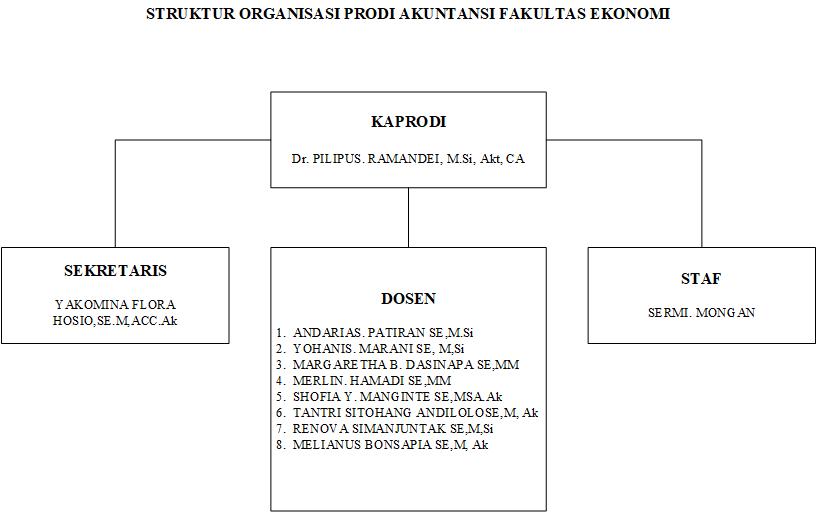 STRUKTUR ORGANISASI PRODI AKUNTANSI FAKULTAS EKONOMI
KAPRODI
Dr. PILIPUS. RAMANDEI, M.Si, Akt, CA
SEKRETARIS
YAKOMINA FLORA
HOSIO,SE.M,ACC.Ak
DOSEN
1. ANDARIAS. PATIRAN SE,M.Si
2. YOHANIS. MARANI SE, M,Si
3. MARGARETHA B. DASINAPA SE,MM
4. MERLIN. HAMADI SE,MM
5. SHOFIA Y. MANGINTE SE,MSA.Ak
6. TANTRI SITOHANG ANDILOLOSE,M, Ak
7. RENOVA SIMANJUNTAK SE,M,Si
8. MELIANUS BONSAPIA SE,M, Ak
STAF
SERMI. MONGAN